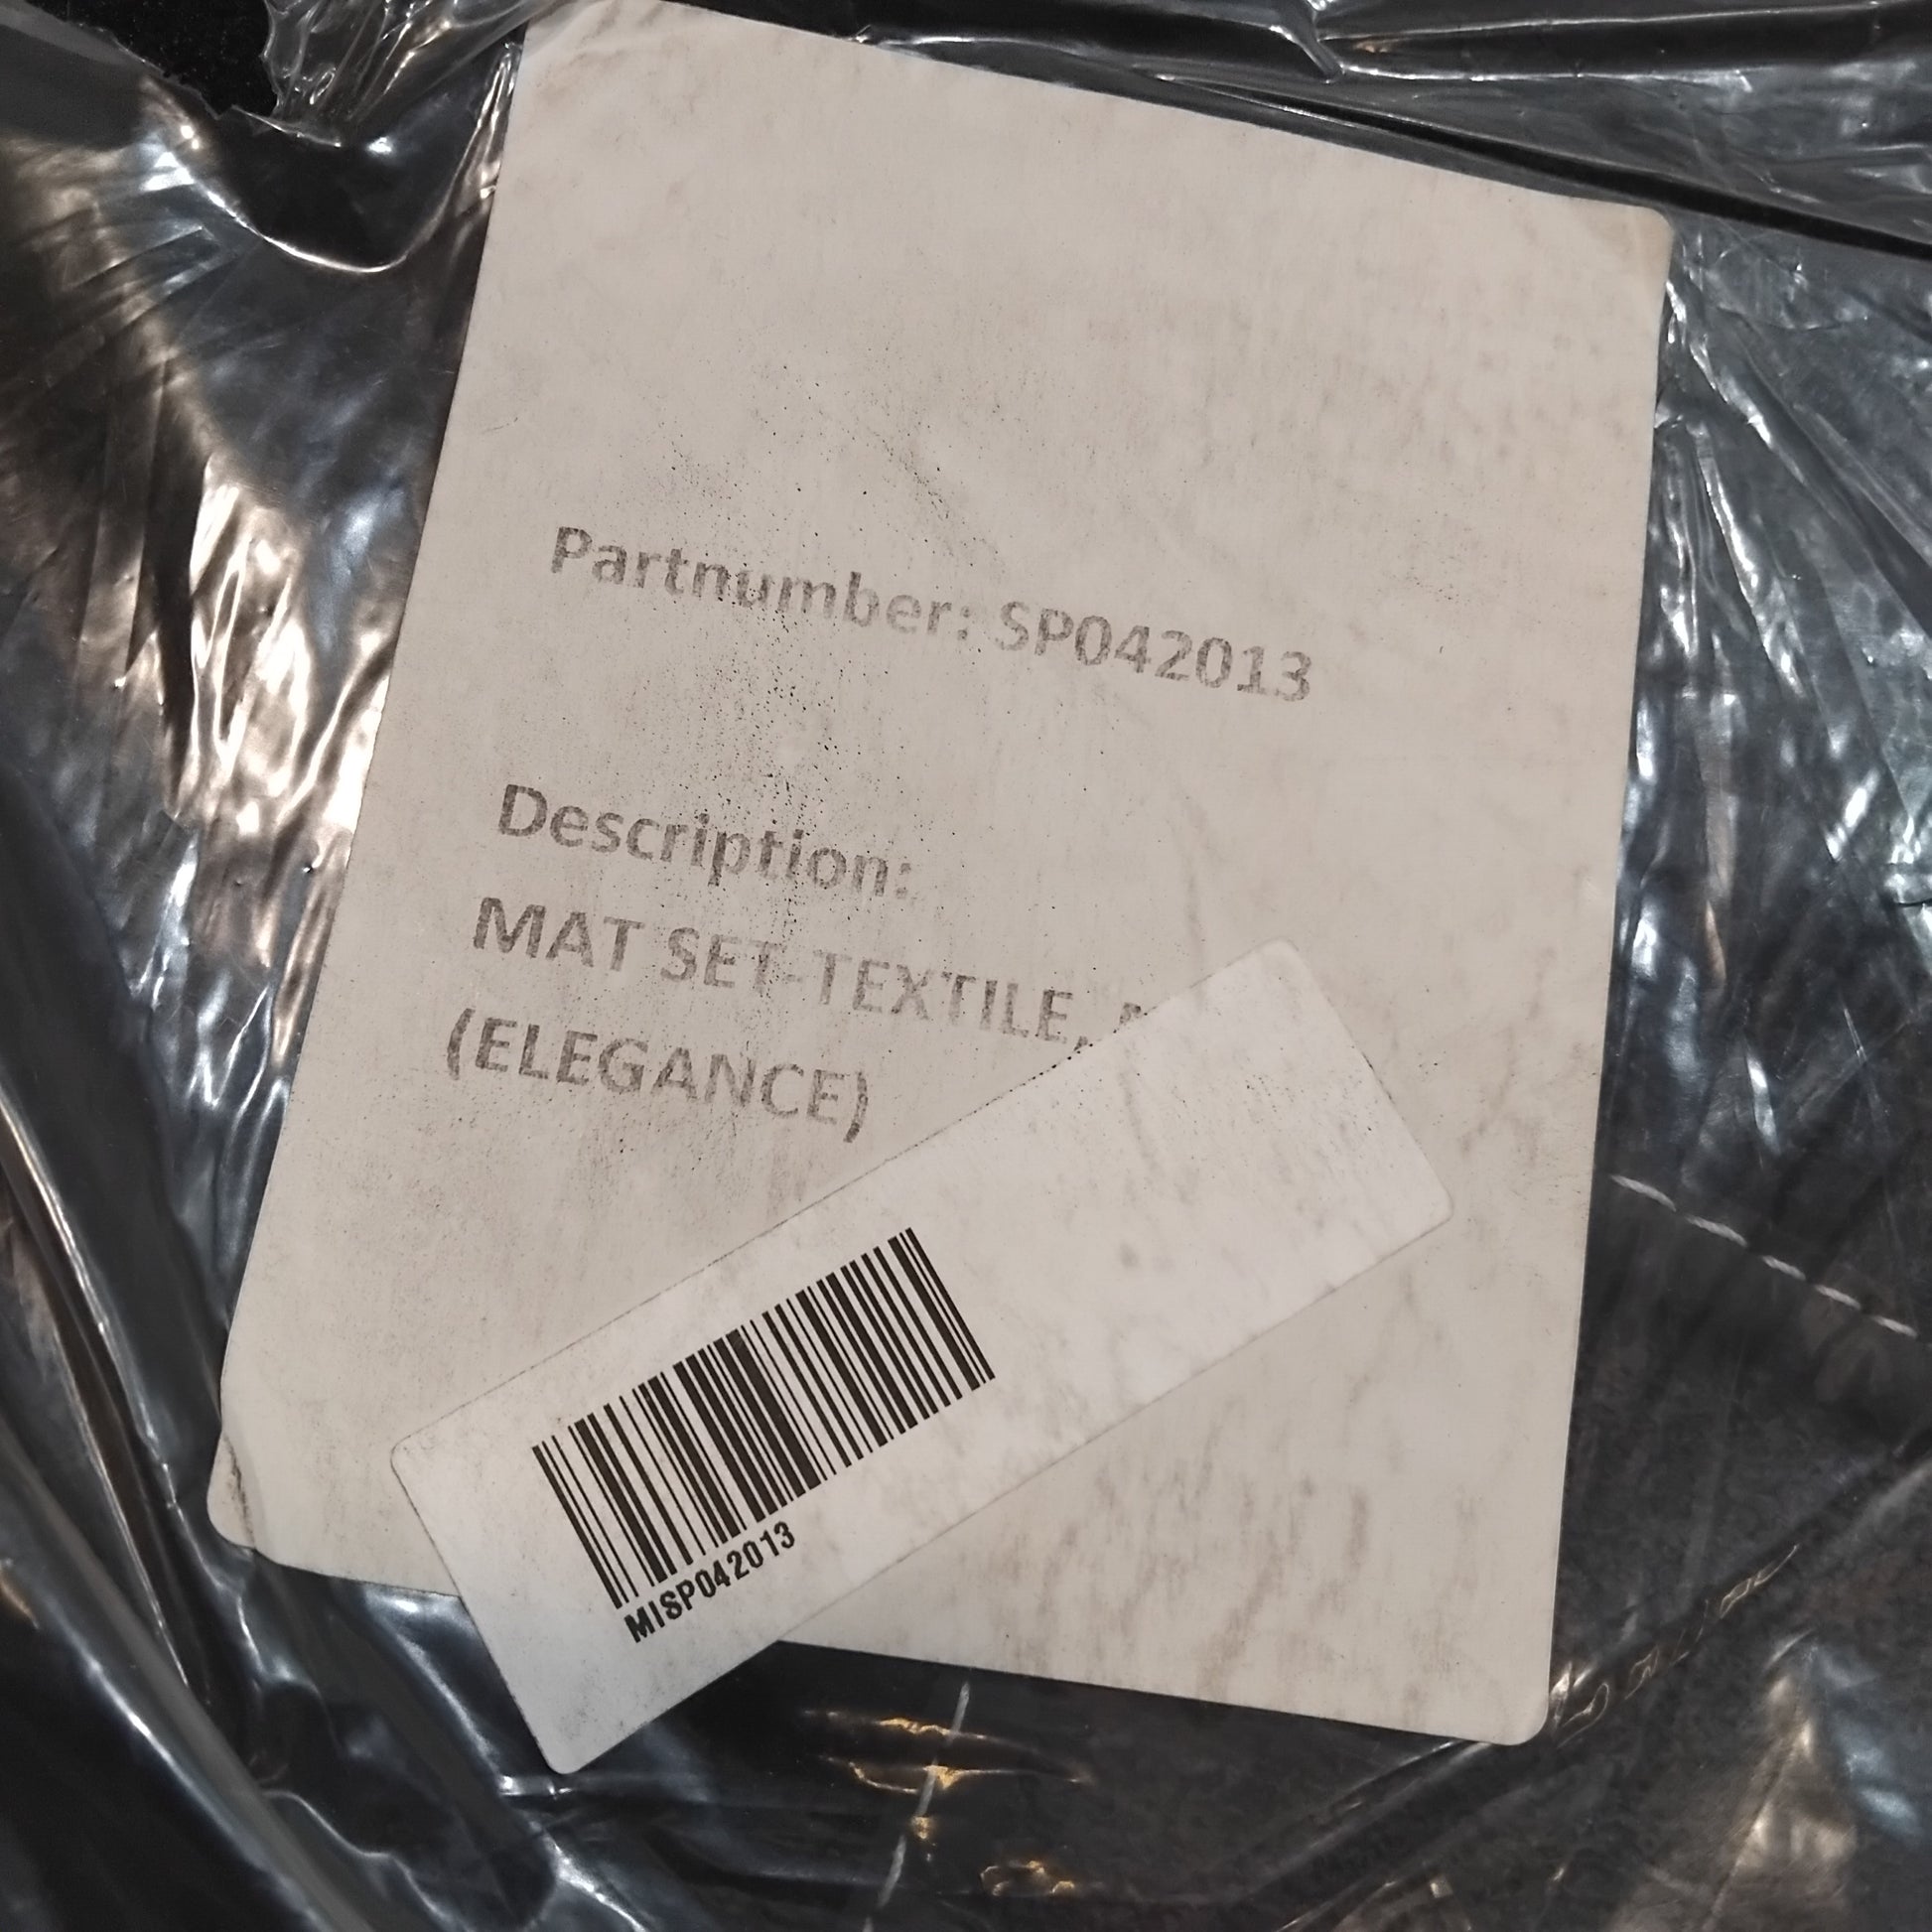 Partnumber: SP042013
Description:
MAT SET-TEXTILE,
(ELEGANCE)
MISP042013